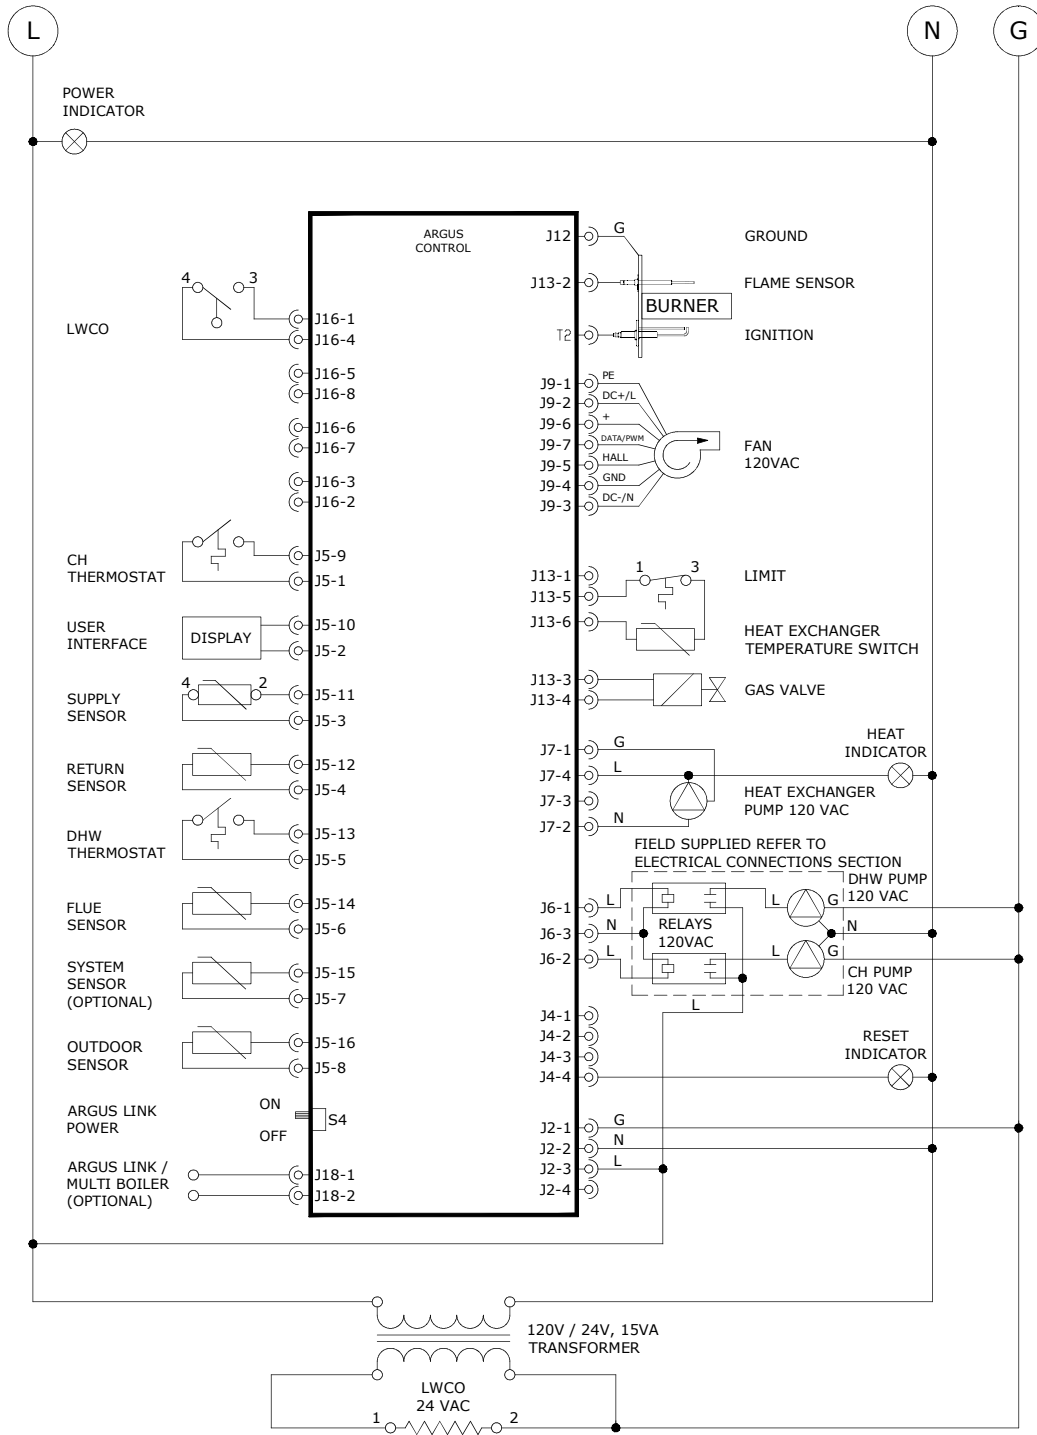 L
N
G
POWER
INDICATOR
ARGUS
CONTROL
J12
G
GROUND
J13-2
FLAME SENSOR
BURNER
T2
IGNITION
4
3
LWCO
J16-1
J16-4
J16-5
J16-8
J16-6
J16-7
J16-3
J16-2
J9-1
PE
J9-2
DC+/L
J9-6
+
J9-7
DATA/PWM
J9-5
HALL
J9-4
GND
J9-3
DC-/N
FAN
120VAC
CH
THERMOSTAT
J5-9
J5-1
J13-1
J13-5
J13-6
1
3
LIMIT
HEAT EXCHANGER
TEMPERATURE SWITCH
USER
INTERFACE
DISPLAY
J5-10
J5-2
SUPPLY
SENSOR
4
2
J5-11
J5-3
J13-3
J13-4
GAS VALVE
RETURN
SENSOR
J5-12
J5-4
J7-1
G
J7-4
L
J7-3
J7-2
N
HEAT
INDICATOR
HEAT EXCHANGER
PUMP 120 VAC
DHW
THERMOSTAT
J5-13
J5-5
FIELD SUPPLIED REFER TO
ELECTRICAL CONNECTIONS SECTION
DHW PUMP
120 VAC
FLUE
SENSOR
J5-14
J5-6
J6-1
L
J6-3
N
J6-2
L
RELAYS
120VAC
L
G
N
L
G
CH PUMP
120 VAC
L
SYSTEM
SENSOR
(OPTIONAL)
J5-15
J5-7
OUTDOOR
SENSOR
J5-16
J5-8
J4-1
J4-2
J4-3
J4-4
RESET
INDICATOR
ARGUS LINK
POWER
ON
OFF
S4
J2-1
G
J2-2
N
J2-3
L
J2-4
ARGUS LINK /
MULTI BOILER
(OPTIONAL)
J18-1
J18-2
120V / 24V, 15VA
TRANSFORMER
LWCO
24 VAC
1
2